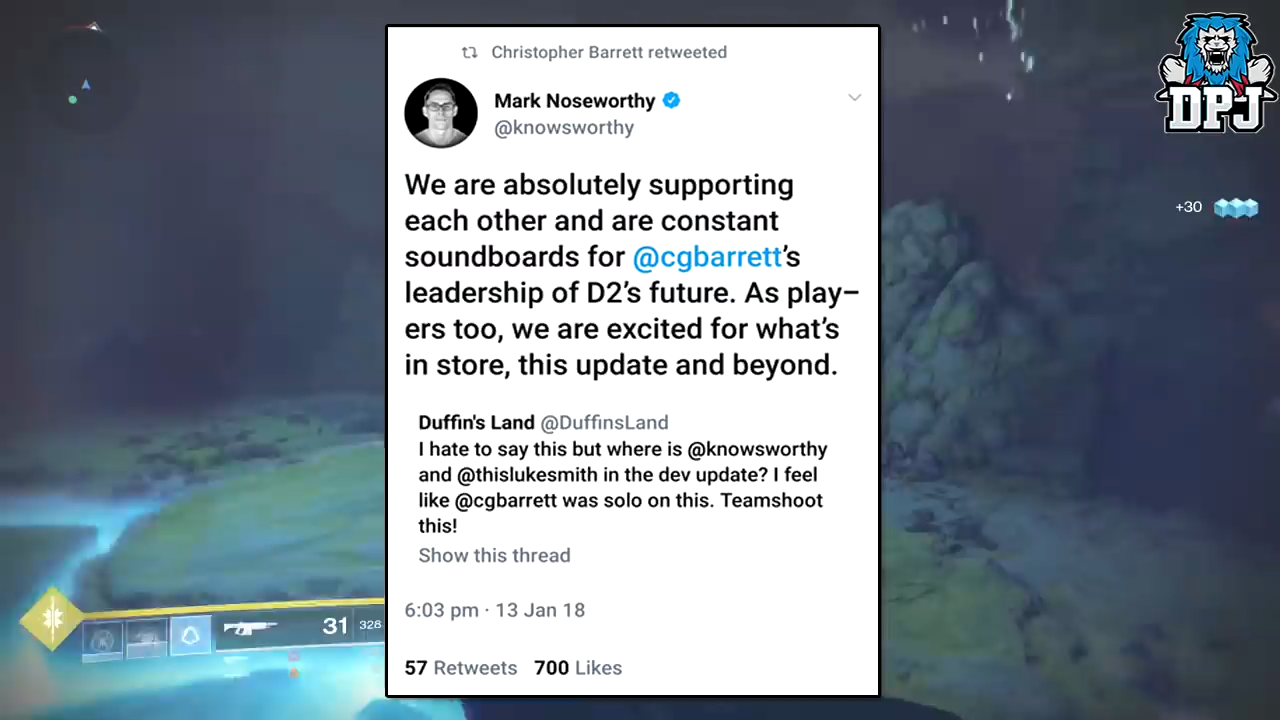 Christopher Barrett retweeted
Mark Noseworthy
@knowsworthy
We are absolutely supporting
each other and are constant
soundboards for @cgbarrett’s
leadership of D2’s future. As play–
ers too, we are excited for what’s
in store, this update and beyond.
Duffin's Land @DuffinsLand
I hate to say this but where is @knowsworthy
and @thislukesmith in the dev update? I feel
like @cgbarrett was solo on this. Teamshoot
this!
Show this thread
6:03 pm · 13 Jan 18
57 Retweets 700 Likes
DPJ
+30
31 328